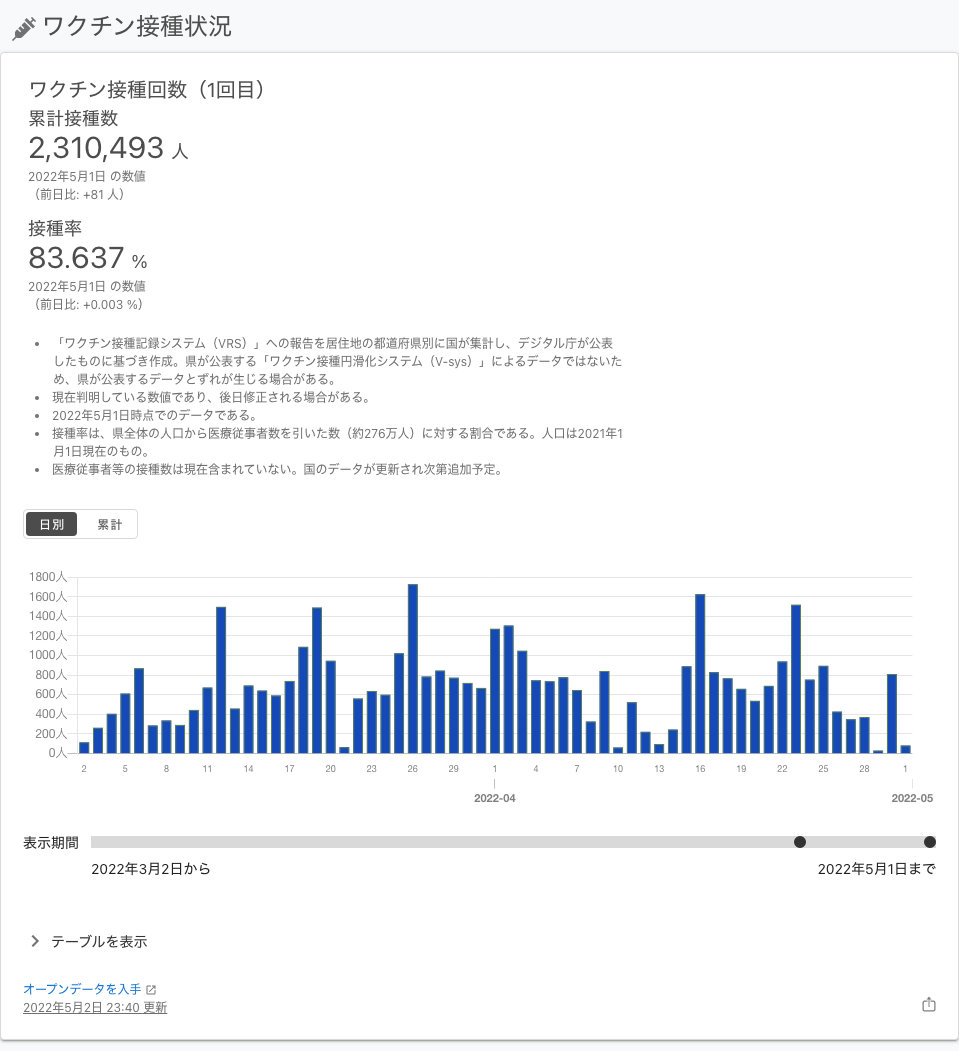 ワクチン接種状況
ワクチン接種回数（1回目）
累計接種数
2,310,493 人
2022年5月1日 の数値
（前日比: +81 人）
接種率
83.637 %
2022年5月1日 の数値
（前日比: +0.003 %）
• 「ワクチン接種記録システム（VRS）」への報告を居住地の都道府県別に国が集計し、デジタル庁が公表
したものに基づき作成。県が公表する「ワクチン接種円滑化システム（V-sys）」によるデータではないた
め、県が公表するデータとずれが生じる場合がある。
• 現在判明している数値であり、後日修正される場合がある。
• 2022年5月1日時点でのデータである。
• 接種率は、県全体の人口から医療従事者数を引いた数（約276万人）に対する割合である。人口は2021年1
月1日現在のもの。
• 医療従事者等の接種数は現在含まれていない。国のデータが更新され次第追加予定。
日別 累計
1800人
1600人
1400人
1200人
1000人
800人
600人
400人
200人
0人
2 5 8 11 14 17 20 23 26 29 1 4 7 10 13 16 19 22 25 28 1
2022-04 2022-05
表示期間
2022年3月2日から 2022年5月1日まで
テーブルを表示
オープンデータを入手
2022年5月2日 23:40 更新